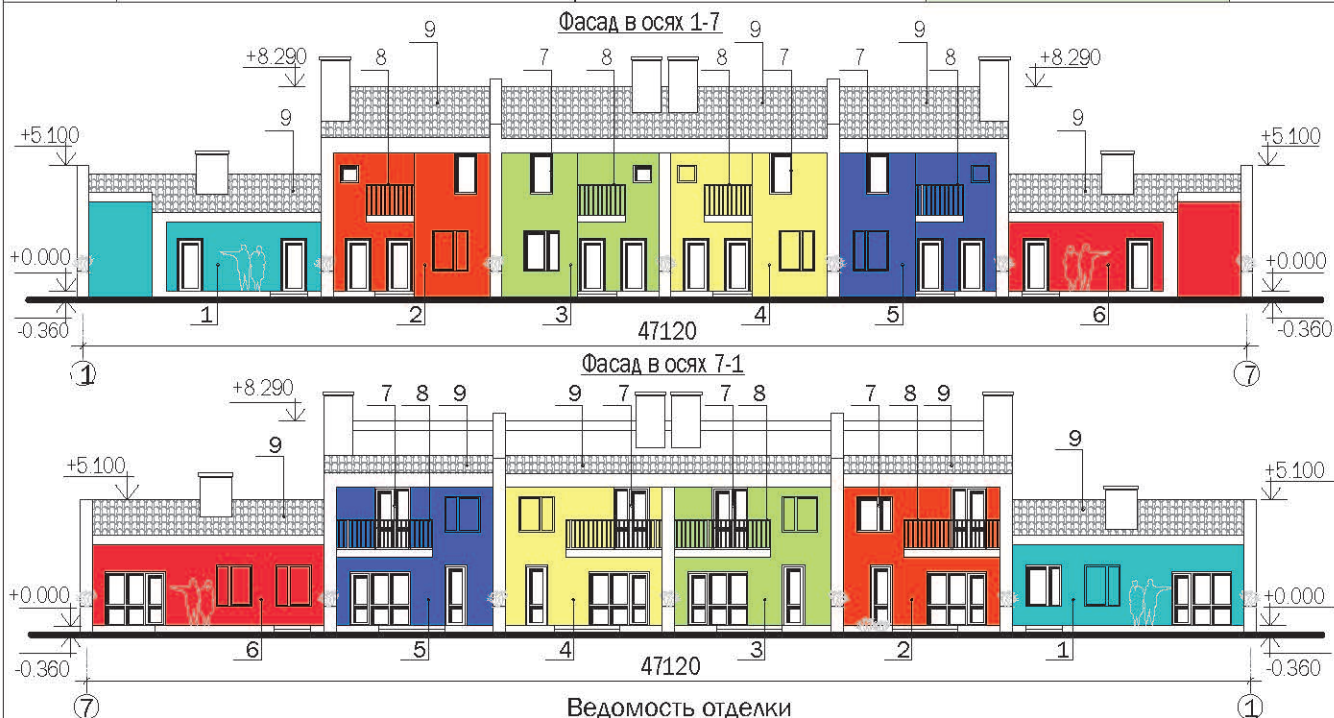 Фасад в осях 1-7
9 9 9
+8.290 8 7 8 8 7 7 8 +8.290
+5.100 9 9 +5.100
+0.000 +0.000
1 2 3 4 5 6
-0.360 47120 -0.360
1 7
Фасад в осях 7-1
+8.290 7 8 9 9 7 7 8 7 8 9
+5.100 9 9 +5.100
+0.000 +0.000
6 5 4 3 2 1
-0.360 47120 -0.360
7 1
Ведомость отделки